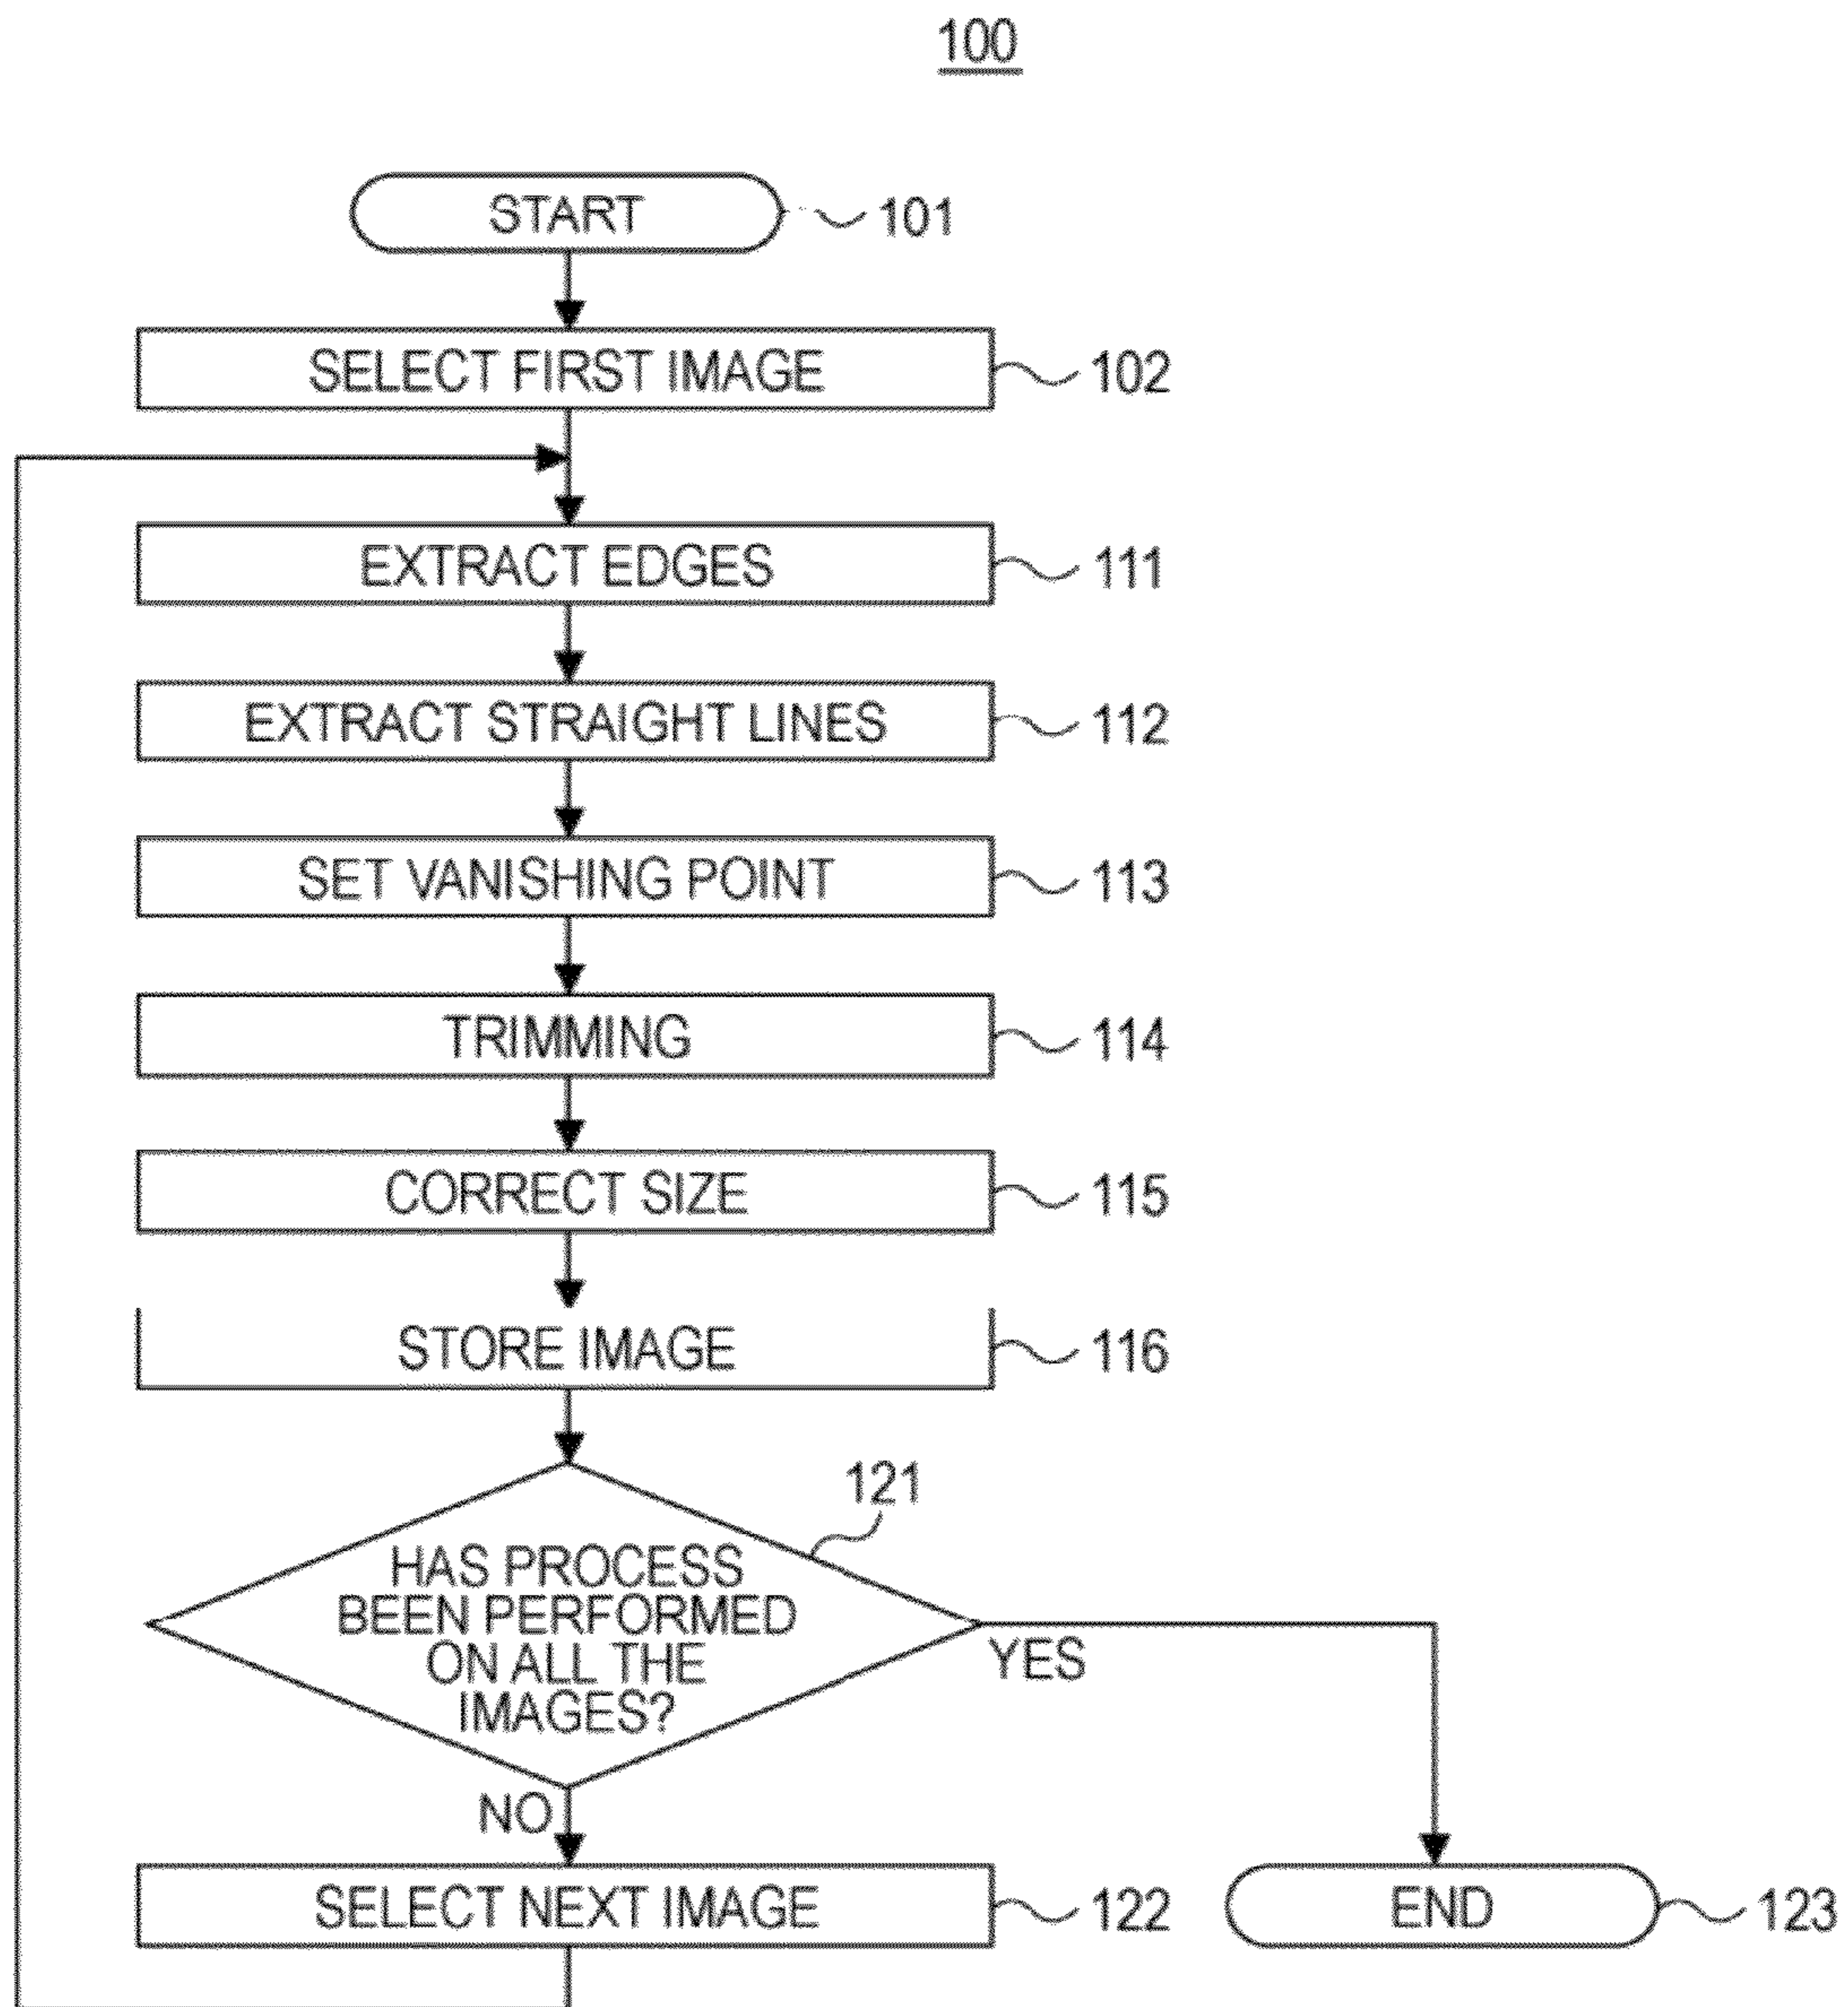 100
START
101
SELECT FIRST IMAGE
102
EXTRACT EDGES
111
EXTRACT STRAIGHT LINES
112
SET VANISHING POINT
113
TRIMMING
114
CORRECT SIZE
115
STORE IMAGE
116
121
HAS PROCESS
BEEN PERFORMED
ON ALL THE
IMAGES?
YES
NO
SELECT NEXT IMAGE
122
END
123